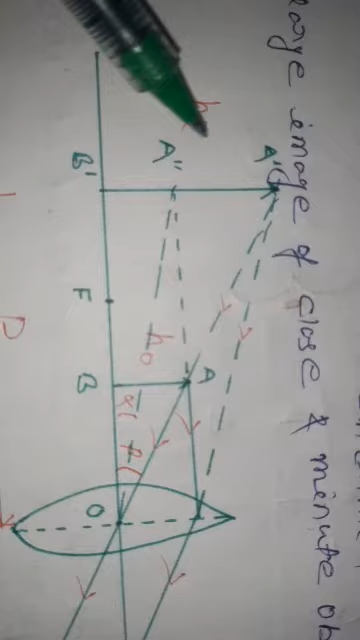 large image of close & minute ob
A'
A"
h
B'
F
h₀
B
A
α
f
O
P